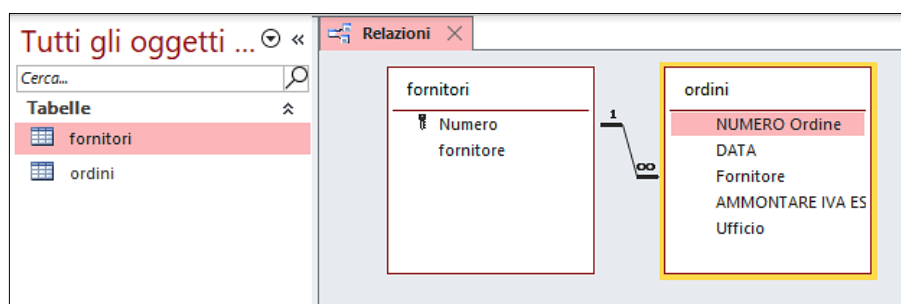 Tutti gli oggetti ... «
Cerca...
Tabelle
fornitori
ordini
Relazioni
fornitori
Numero
fornitore
1
∞
ordini
NUMERO Ordine
DATA
Fornitore
AMMONTARE IVA ES
Ufficio